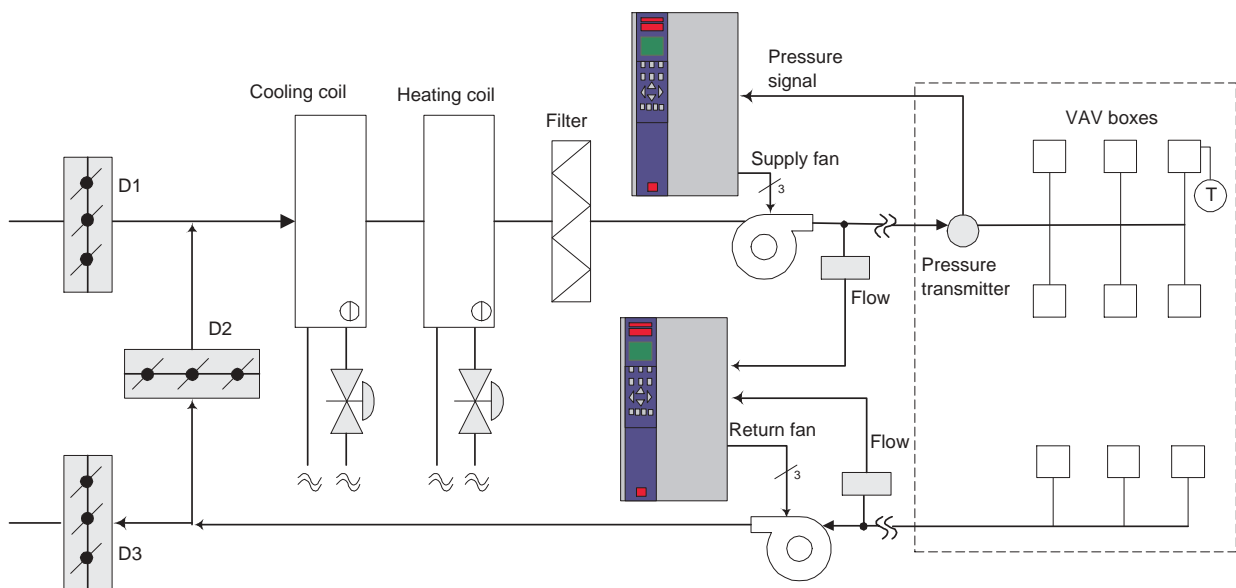 Pressure
signal
Cooling coil
Heating coil
Filter
VAV boxes
D1
Supply fan
3
T
Pressure
transmitter
Flow
D2
Return fan
Flow
3
D3